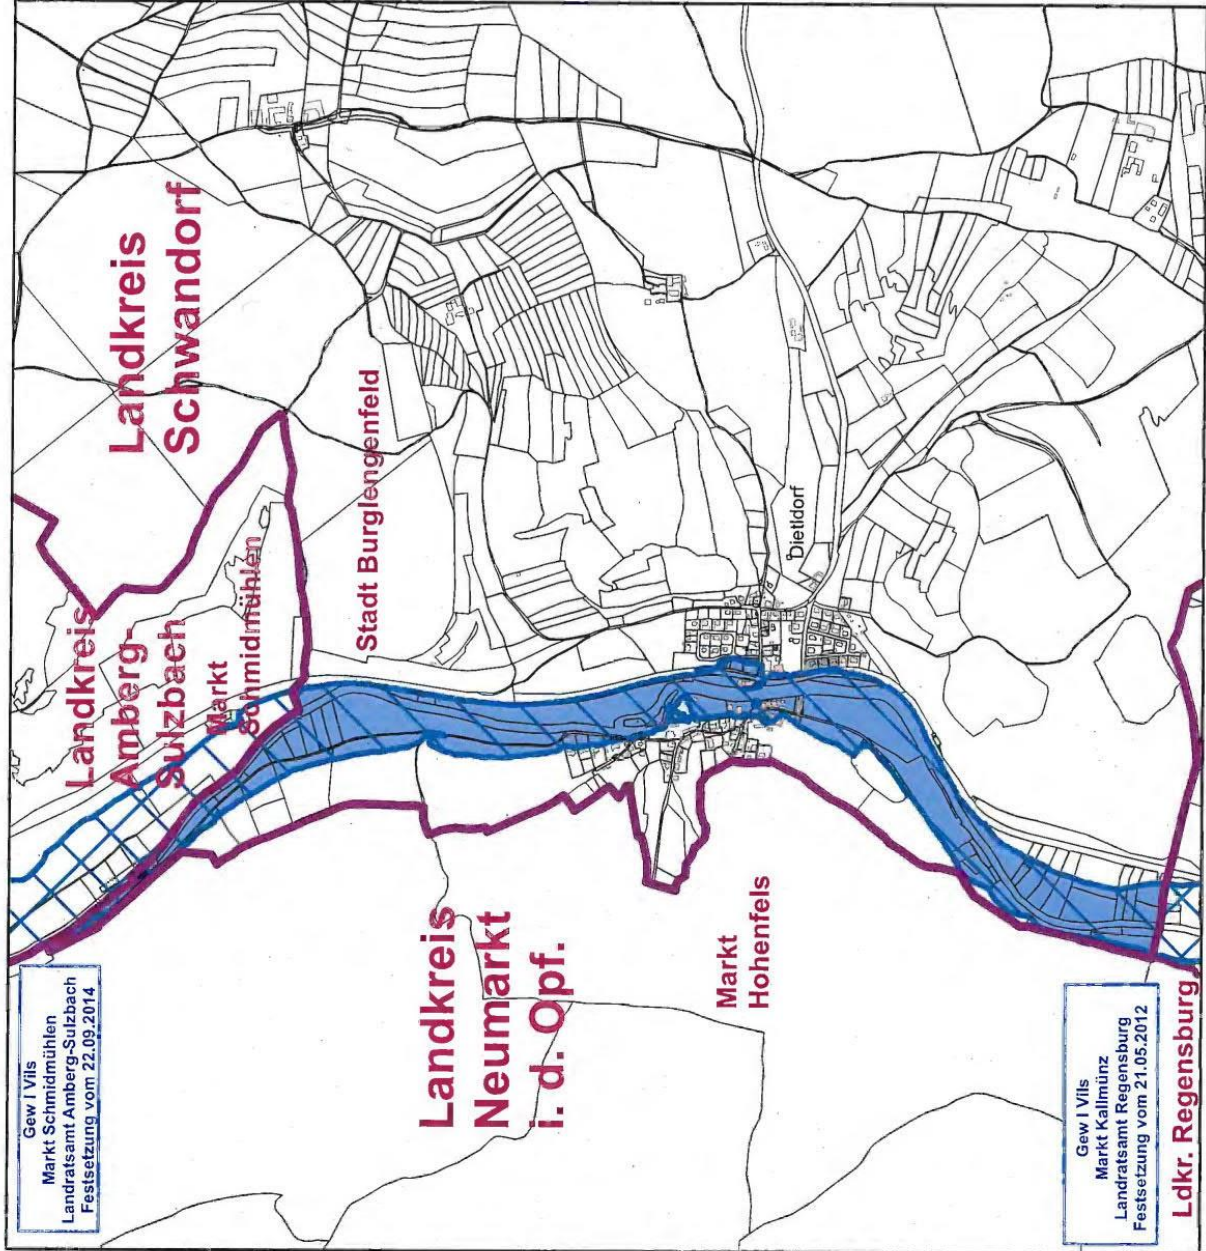 Gew I Vils
Markt Schmidmühlen
Landratsamt Amberg-Sulzbach
Festsetzung vom 22.09.2014
Landkreis
Amberg-
Sulzbach
Markt
Schmidmühlen
Landkreis
Schwandorf
Stadt Burglengenfeld
Landkreis
Neumarkt
i. d. Opf.
Markt
Hohenfels
Dietldorf
Gew I Vils
Markt Kallmünz
Landratsamt Regensburg
Festsetzung vom 21.05.2012
Ldkr. Regensburg